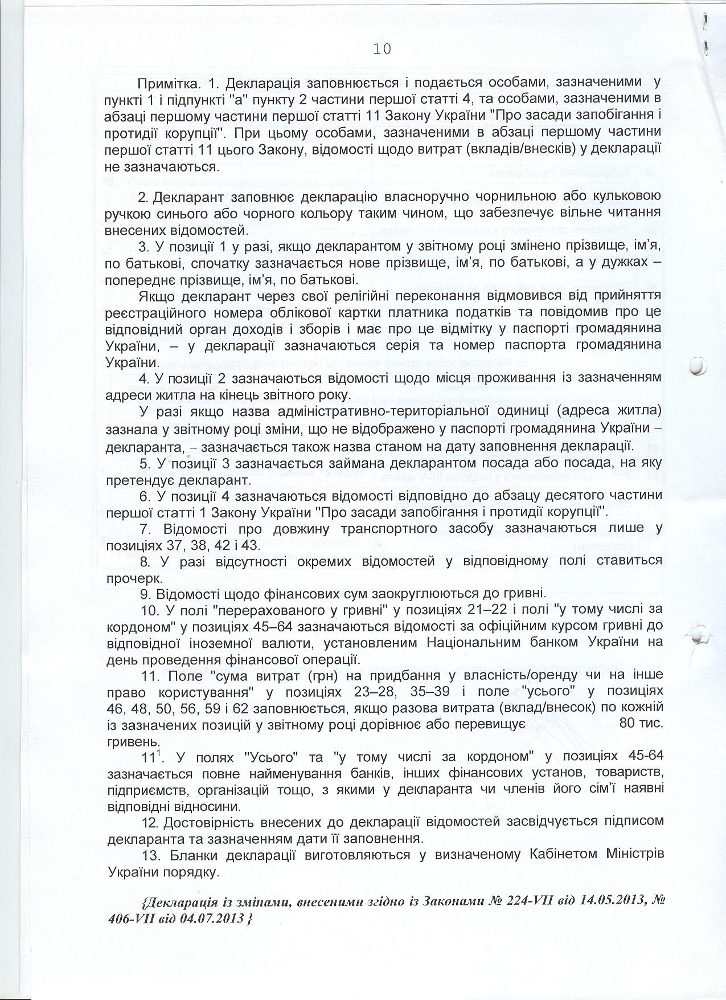 10
Примітка. 1. Декларація заповнюється і подається особами, зазначеними у
пункті 1 і підпункті "а" пункту 2 частини першої статті 4, та особами, зазначеними в
абзаці першому частини першої статті 11 Закону України "Про засади запобігання і
протидії корупції". При цьому особами, зазначеними в абзаці першому частини
першої статті 11 цього Закону, відомості щодо витрат (вкладів/внесків) у декларації
не зазначаються.
2. Декларант заповнює декларацію власноручно чорнильною або кульковою
ручкою синього або чорного кольору таким чином, що забезпечує вільне читання
внесених відомостей.
3. У позиції 1 у разі, якщо декларантом у звітному році змінено прізвище, ім’я,
по батькові, спочатку зазначається нове прізвище, ім’я, по батькові, а у дужках –
попереднє прізвище, ім’я, по батькові.
Якщо декларант через свої релігійні переконання відмовився від прийняття
реєстраційного номера облікової картки платника податків та повідомив про це
відповідний орган доходів і зборів і має про це відмітку у паспорті громадянина
України, – у декларації зазначаються серія та номер паспорта громадянина
України.
4. У позиції 2 зазначаються відомості щодо місця проживання із зазначенням
адреси житла на кінець звітного року.
У разі якщо назва адміністративно-територіальної одиниці (адреса житла)
зазнала у звітному році зміни, що не відображено у паспорті громадянина України –
декларанта, – зазначається також назва станом на дату заповнення декларації.
5. У позиції 3 зазначається займана декларантом посада або посада, на яку
претендує декларант.
6. У позиції 4 зазначаються відомості відповідно до абзацу десятого частини
першої статті 1 Закону України "Про засади запобігання і протидії корупції".
7. Відомості про довжину транспортного засобу зазначаються лише у
позиціях 37, 38, 42 і 43.
8. У разі відсутності окремих відомостей у відповідному полі ставиться
прочерк.
9. Відомості щодо фінансових сум заокруглюються до гривні.
10. У полі "перерахованого у гривні" у позиціях 21–22 і полі "у тому числі за
кордоном" у позиціях 45–64 зазначаються відомості за офіційним курсом гривні до
відповідної іноземної валюти, установленим Національним банком України на
день проведення фінансової операції.
11. Поле "сума витрат (грн) на придбання у власність/оренду чи на інше
право користування" у позиціях 23–28, 35–39 і поле "усього" у позиціях
46, 48, 50, 56, 59 і 62 заповнюється, якщо разова витрата (вклад/внесок) по кожній
із зазначених позицій у звітному році дорівнює або перевищує 80 тис.
гривень.
11¹. У полях "Усього" та "у тому числі за кордоном" у позиціях 45-64
зазначається повне найменування банків, інших фінансових установ, товариств,
підприємств, організацій тощо, з якими у декларанта чи членів його сім’ї наявні
відповідні відносини.
12. Достовірність внесених до декларації відомостей засвідчується підписом
декларанта та зазначенням дати її заповнення.
13. Бланки декларації виготовляються у визначеному Кабінетом Міністрів
України порядку.
{Декларація із змінами, внесеними згідно із Законами № 224-VII від 14.05.2013, №
406-VII від 04.07.2013 }